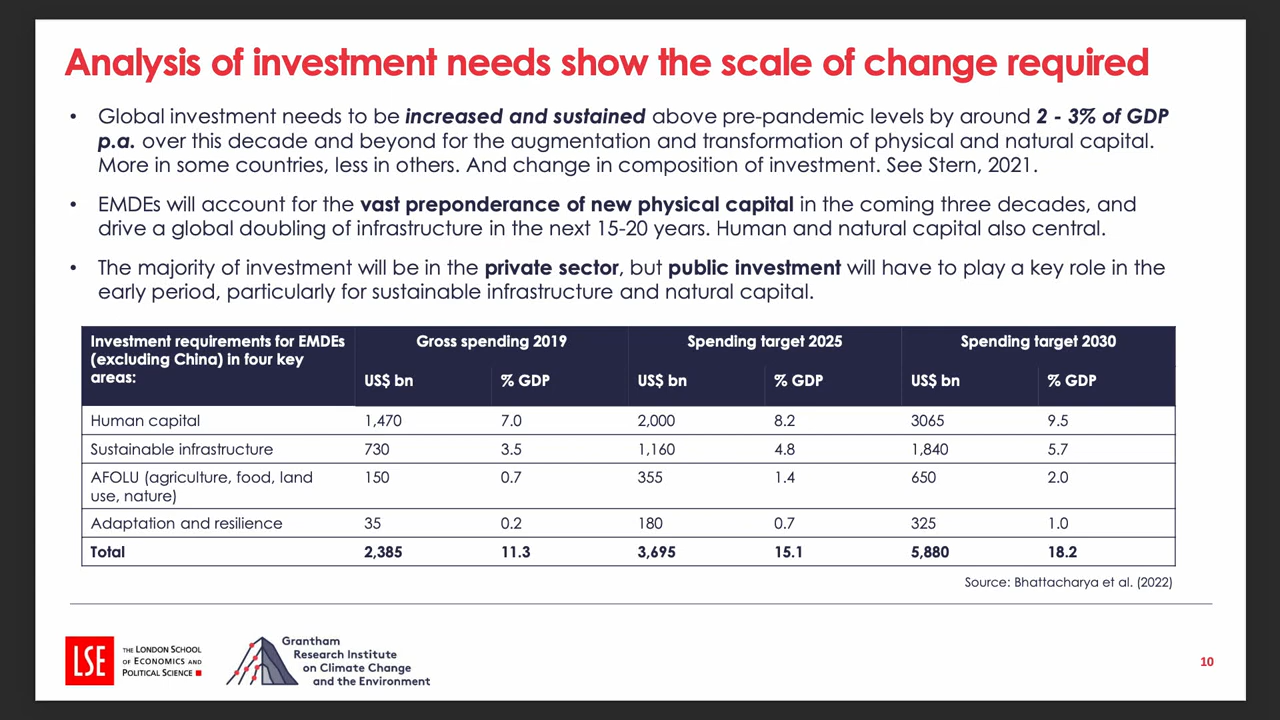 Analysis of investment needs show the scale of change required
• Global investment needs to be increased and sustained above pre-pandemic levels by around 2 - 3% of GDP
p.a. over this decade and beyond for the augmentation and transformation of physical and natural capital.
More in some countries, less in others. And change in composition of investment. See Stern, 2021.
• EMDEs will account for the vast preponderance of new physical capital in the coming three decades, and
drive a global doubling of infrastructure in the next 15-20 years. Human and natural capital also central.
• The majority of investment will be in the private sector, but public investment will have to play a key role in the
early period, particularly for sustainable infrastructure and natural capital.
Investment requirements for EMDEs
(excluding China) in four key
areas:
Gross spending 2019 Spending target 2025 Spending target 2030
US$ bn % GDP US$ bn % GDP US$ bn % GDP
Human capital 1,470 7.0 2,000 8.2 3065 9.5
Sustainable infrastructure 730 3.5 1,160 4.8 1,840 5.7
AFOLU (agriculture, food, land 150 0.7 355 1.4 650 2.0
use, nature)
Adaptation and resilience 35 0.2 180 0.7 325 1.0
Total 2,385 11.3 3,695 15.1 5,880 18.2
Source: Bhattacharya et al. (2022)
LSE
THE LONDON SCHOOL
OF ECONOMICS AND
POLITICAL SCIENCE
Grantham
Research Institute
on Climate Change
and the Environment
10